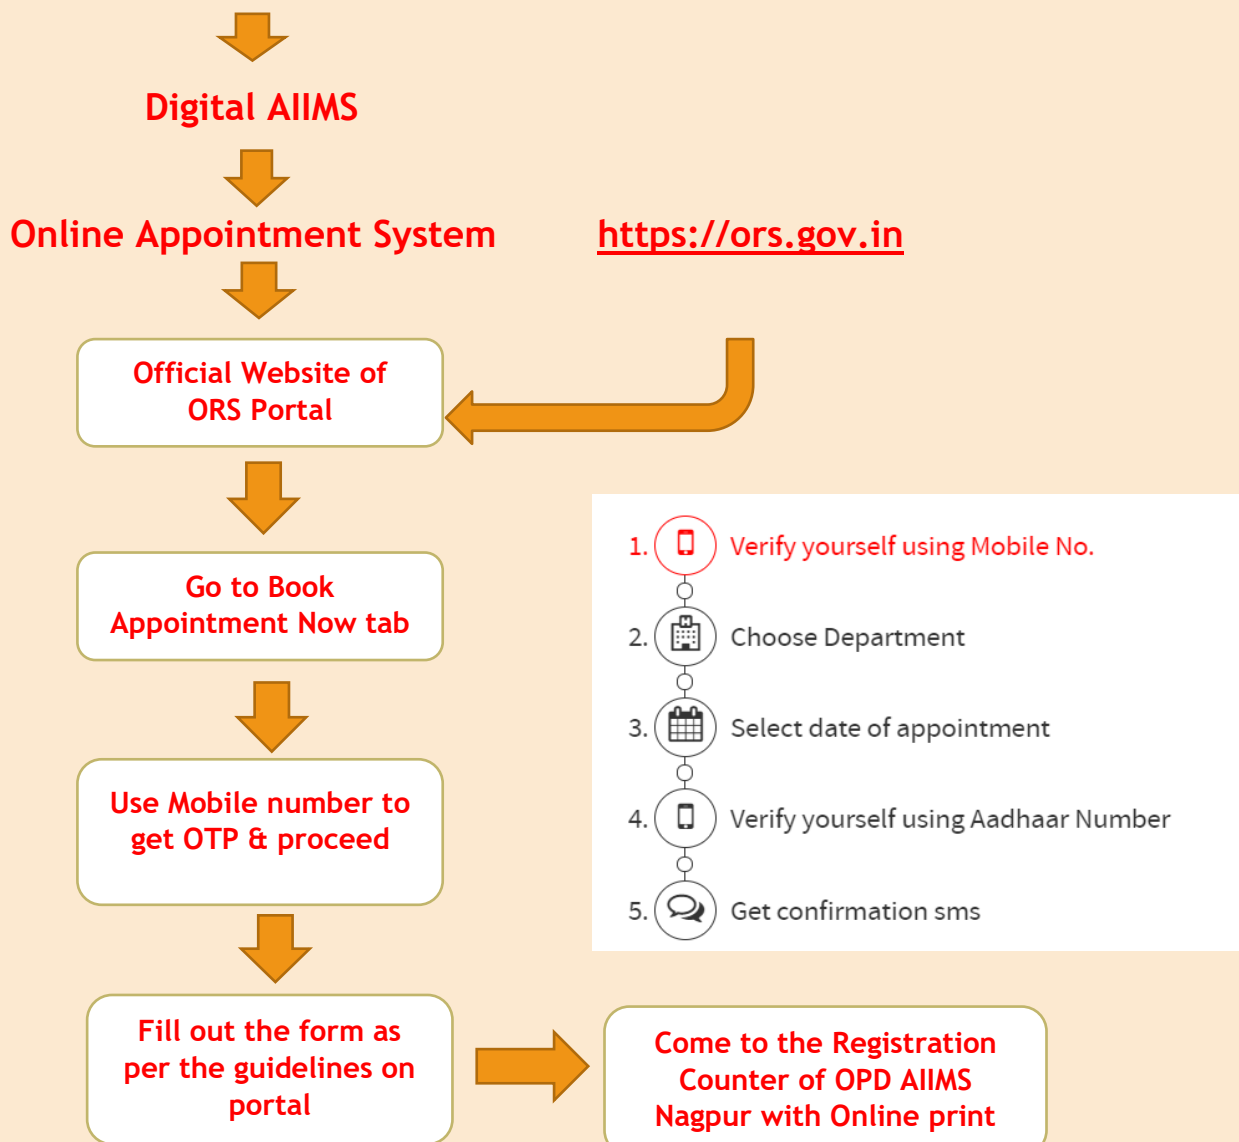 Digital AIIMS
Online Appointment System https://ors.gov.in
Official Website of
ORS Portal
Go to Book
Appointment Now tab
Use Mobile number to
get OTP & proceed
1. Verify yourself using Mobile No.
2. Choose Department
3. Select date of appointment
4. Verify yourself using Aadhaar Number
5. Get confirmation sms
Fill out the form as
per the guidelines on
portal
Come to the Registration
Counter of OPD AIIMS
Nagpur with Online print